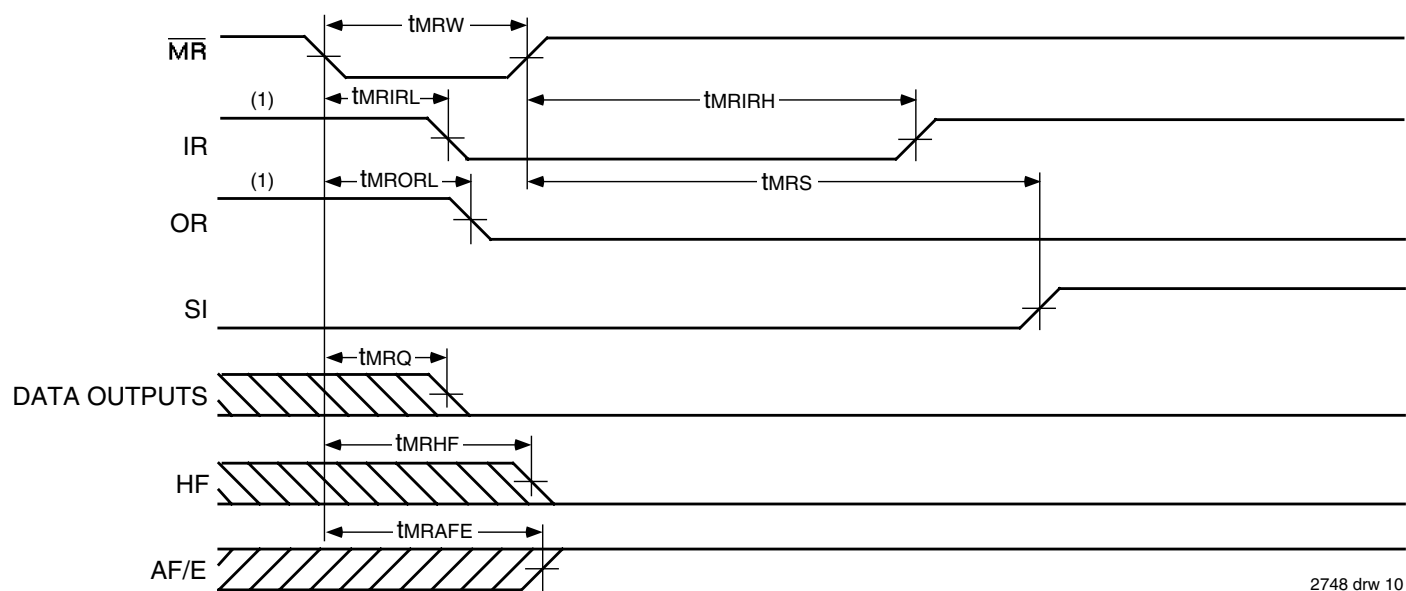 tMRW
MR
(1)
tMRIRL
tMRIRH
IR
(1)
tMRORL
tMRS
OR
SI
tMRQ
DATA OUTPUTS
tMRHF
HF
tMRAFE
AF/E
2748 drw 10